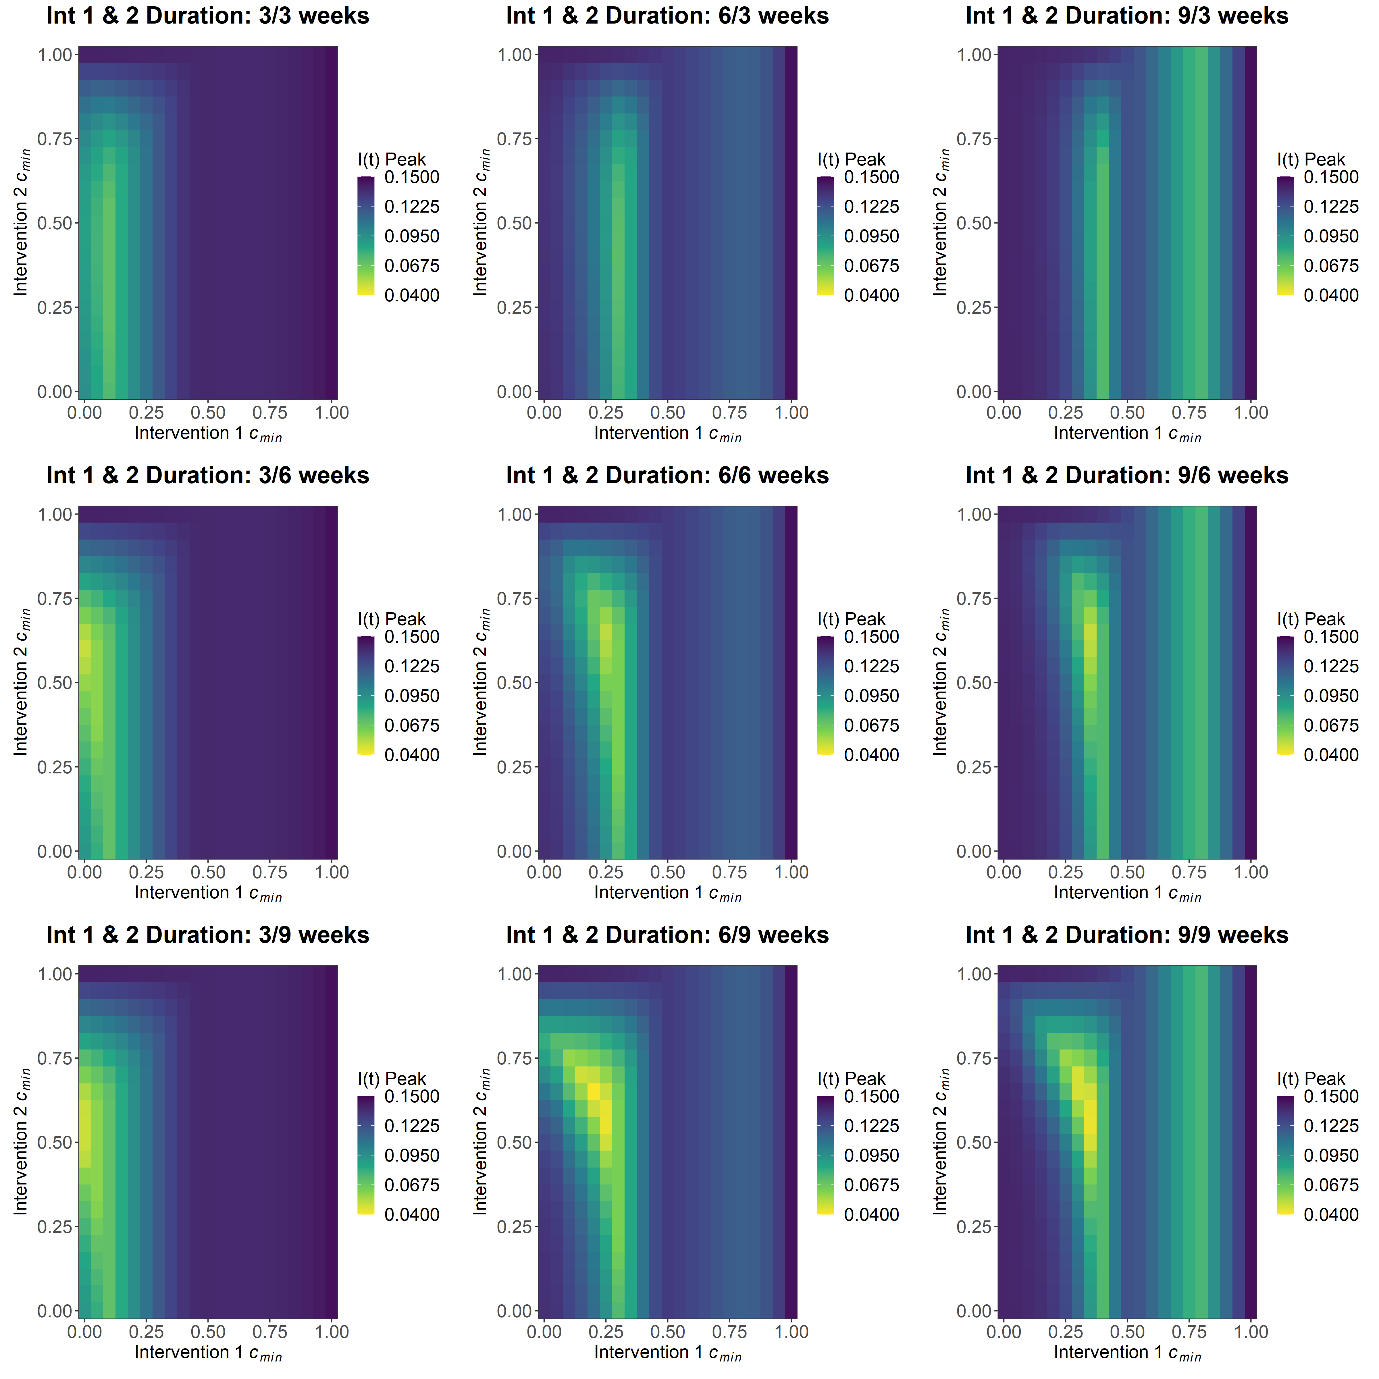 Int 1 & 2 Duration: 3/3 weeks
1.00
0.75
0.50
0.25
0.00
Intervention 2 c_min
0.00 0.25 0.50 0.75 1.00
Intervention 1 c_min
I(t) Peak
0.1500
0.1225
0.0950
0.0675
0.0400
Int 1 & 2 Duration: 6/3 weeks
1.00
0.75
0.50
0.25
0.00
Intervention 2 c_min
0.00 0.25 0.50 0.75 1.00
Intervention 1 c_min
I(t) Peak
0.1500
0.1225
0.0950
0.0675
0.0400
Int 1 & 2 Duration: 9/3 weeks
1.00
0.75
0.50
0.25
0.00
Intervention 2 c_min
0.00 0.25 0.50 0.75 1.00
Intervention 1 c_min
I(t) Peak
0.1500
0.1225
0.0950
0.0675
0.0400
Int 1 & 2 Duration: 3/6 weeks
1.00
0.75
0.50
0.25
0.00
Intervention 2 c_min
0.00 0.25 0.50 0.75 1.00
Intervention 1 c_min
I(t) Peak
0.1500
0.1225
0.0950
0.0675
0.0400
Int 1 & 2 Duration: 6/6 weeks
1.00
0.75
0.50
0.25
0.00
Intervention 2 c_min
0.00 0.25 0.50 0.75 1.00
Intervention 1 c_min
I(t) Peak
0.1500
0.1225
0.0950
0.0675
0.0400
Int 1 & 2 Duration: 9/6 weeks
1.00
0.75
0.50
0.25
0.00
Intervention 2 c_min
0.00 0.25 0.50 0.75 1.00
Intervention 1 c_min
I(t) Peak
0.1500
0.1225
0.0950
0.0675
0.0400
Int 1 & 2 Duration: 3/9 weeks
1.00
0.75
0.50
0.25
0.00
Intervention 2 c_min
0.00 0.25 0.50 0.75 1.00
Intervention 1 c_min
I(t) Peak
0.1500
0.1225
0.0950
0.0675
0.0400
Int 1 & 2 Duration: 6/9 weeks
1.00
0.75
0.50
0.25
0.00
Intervention 2 c_min
0.00 0.25 0.50 0.75 1.00
Intervention 1 c_min
I(t) Peak
0.1500
0.1225
0.0950
0.0675
0.0400
Int 1 & 2 Duration: 9/9 weeks
1.00
0.75
0.50
0.25
0.00
Intervention 2 c_min
0.00 0.25 0.50 0.75 1.00
Intervention 1 c_min
I(t) Peak
0.1500
0.1225
0.0950
0.0675
0.0400